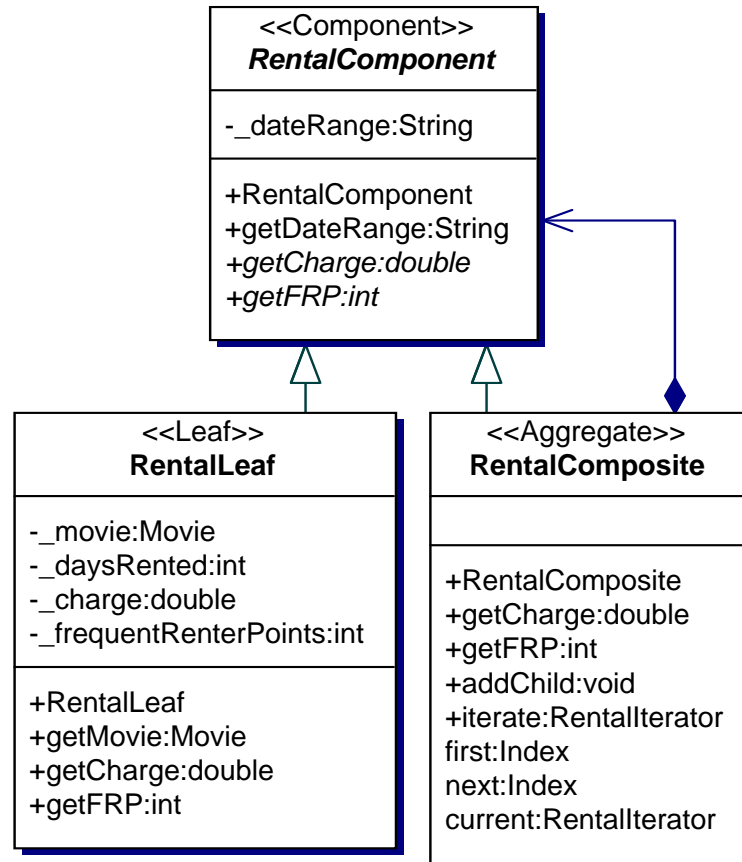 <<Component>>
RentalComponent
-_dateRange:String
+RentalComponent
+getDateRange:String
+getCharge:double
+getFRP:int
<<Leaf>>
RentalLeaf
-_movie:Movie
-_daysRented:int
-_charge:double
-_frequentRenterPoints:int
+RentalLeaf
+getMovie:Movie
+getCharge:double
+getFRP:int
<<Aggregate>>
RentalComposite
+RentalComposite
+getCharge:double
+getFRP:int
+addChild:void
+iterate:RentalIterator
first:Index
next:Index
current:RentalIterator